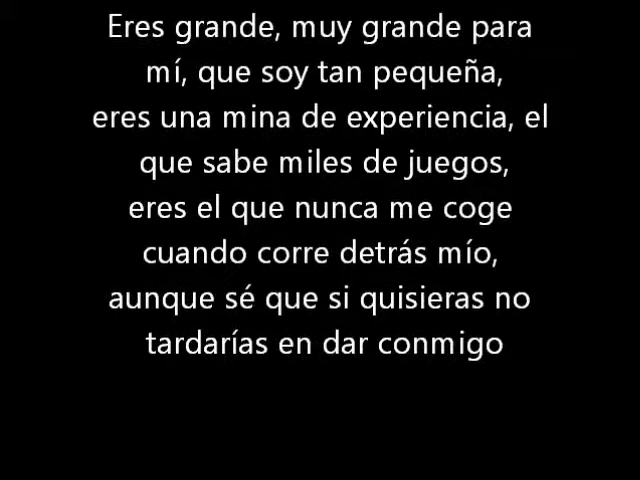 Eres grande, muy grande para
mí, que soy tan pequeña,
eres una mina de experiencia, el
que sabe miles de juegos,
eres el que nunca me coge
cuando corre detrás mío,
aunque sé que si quisieras no
tardarías en dar conmigo